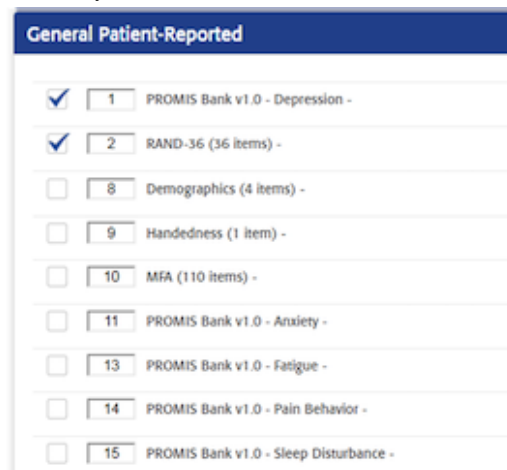 General Patient-Reported
1 PROMIS Bank v1.0 - Depression -
2 RAND-36 (36 items) -
8 Demographics (4 items) -
9 Handedness (1 item) -
10 MFA (110 items) -
11 PROMIS Bank v1.0 - Anxiety -
13 PROMIS Bank v1.0 - Fatigue -
14 PROMIS Bank v1.0 - Pain Behavior -
15 PROMIS Bank v1.0 - Sleep Disturbance -